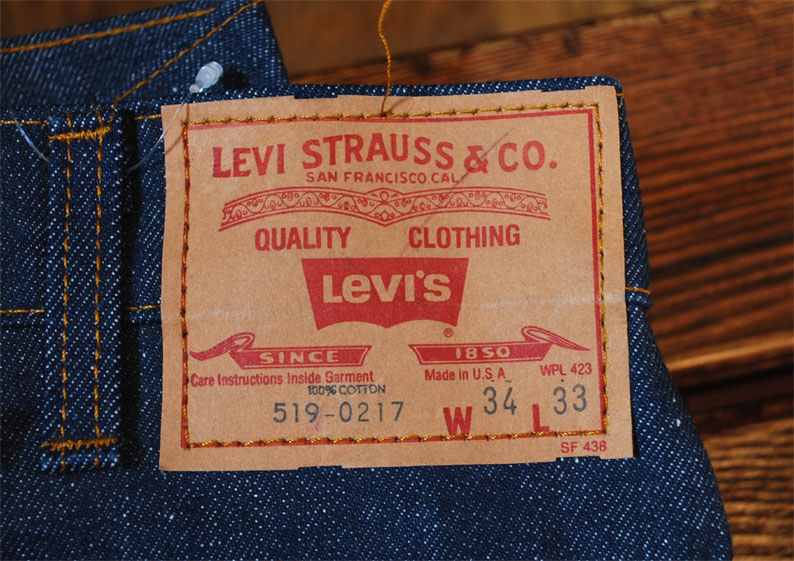 LEVI STRAUSS & CO.
SAN FRANCISCO, CAL.
QUALITY CLOTHING
Levi's
®
SINCE 1850
Care Instructions Inside Garment Made in U.S.A. WPL 423
100% COTTON
519-0217 W 34 L 33
SF 438